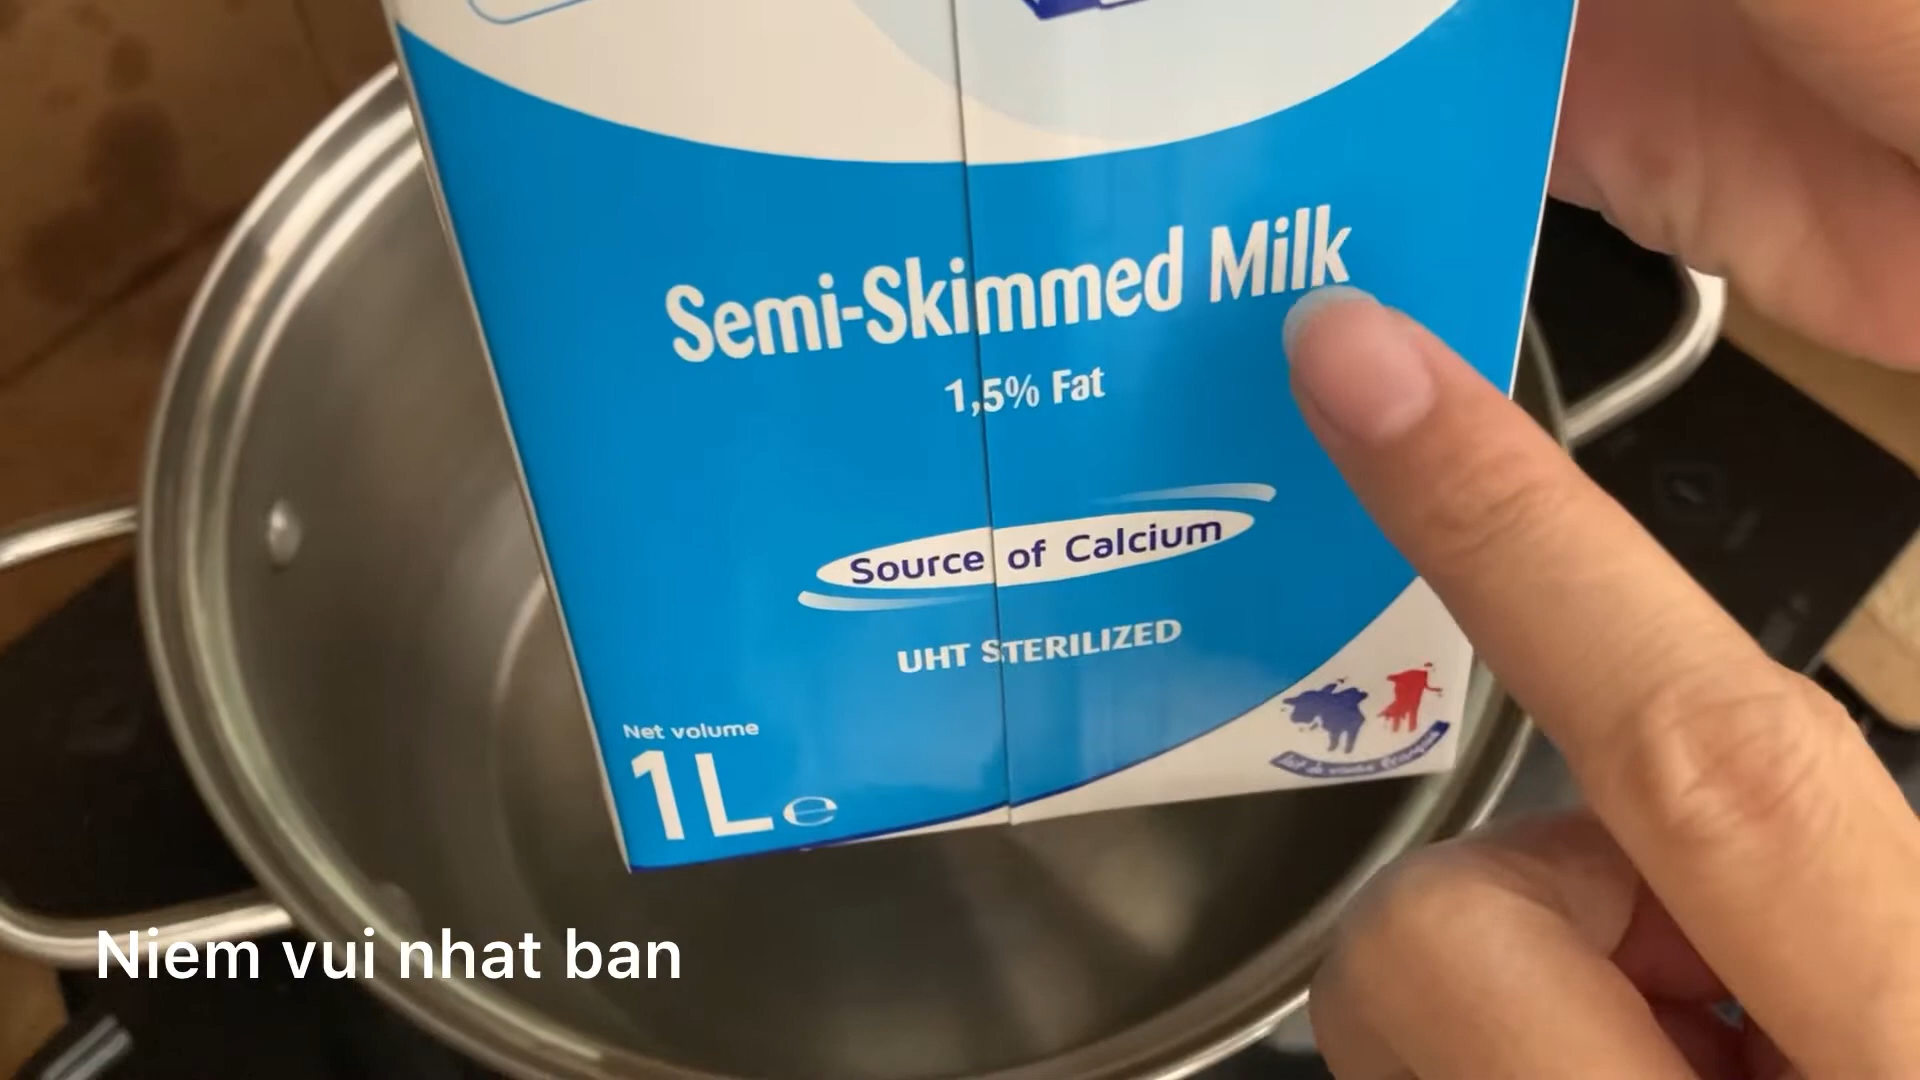 Semi-Skimmed Milk
1,5% Fat
Source of Calcium
UHT STERILIZED
Net volume
1L e
Niem vui nhat ban